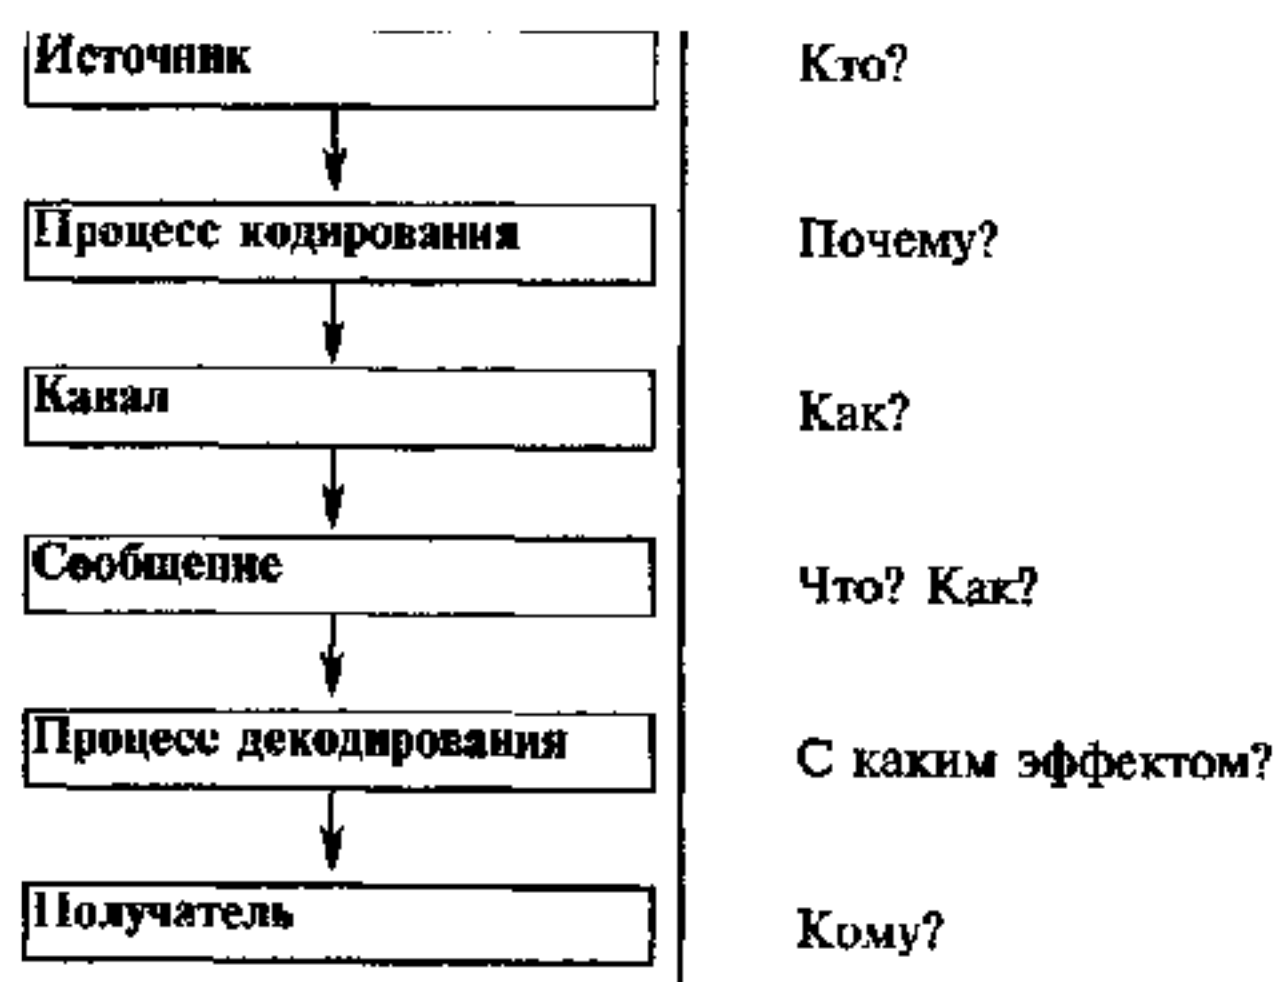 Источник Кто?
Процесс кодирования Почему?
Канал Как?
Сообщение Что? Как?
Процесс декодирования С каким эффектом?
Получатель Кому?